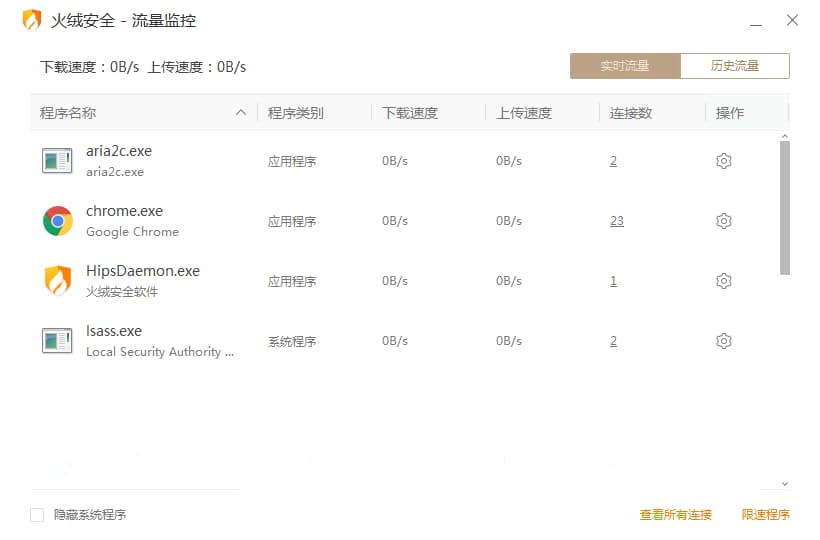 火绒安全 - 流量监控
下载速度：0B/s 上传速度：0B/s
实时流量 历史流量
程序名称 程序类别 下载速度 上传速度 连接数 操作
aria2c.exe
aria2c.exe
应用程序 0B/s 0B/s 2
chrome.exe
Google Chrome
应用程序 0B/s 0B/s 23
HipsDaemon.exe
火绒安全软件
应用程序 0B/s 0B/s 1
lsass.exe
Local Security Authority ...
系统程序 0B/s 0B/s 2
隐藏系统程序
查看所有连接 限速程序